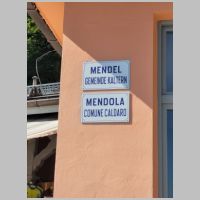 MENDEL
GEMEINDE KALTERN
MENDOLA
COMUNE CALDARO